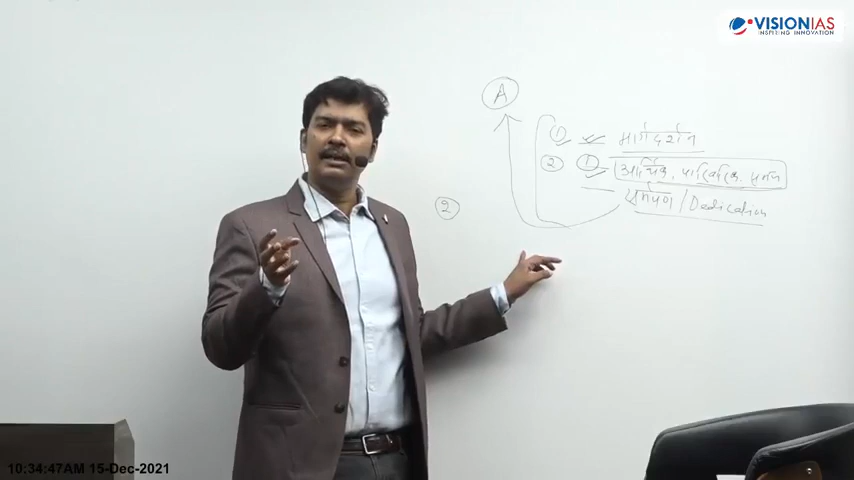 VISIONIAS
INSPIRING INNOVATION
A
① मार्गदर्शन
② ① आर्थिक, पारिवारिक समर्थन
समर्पण / Dedication
②
10:34:47AM 15-Dec-2021